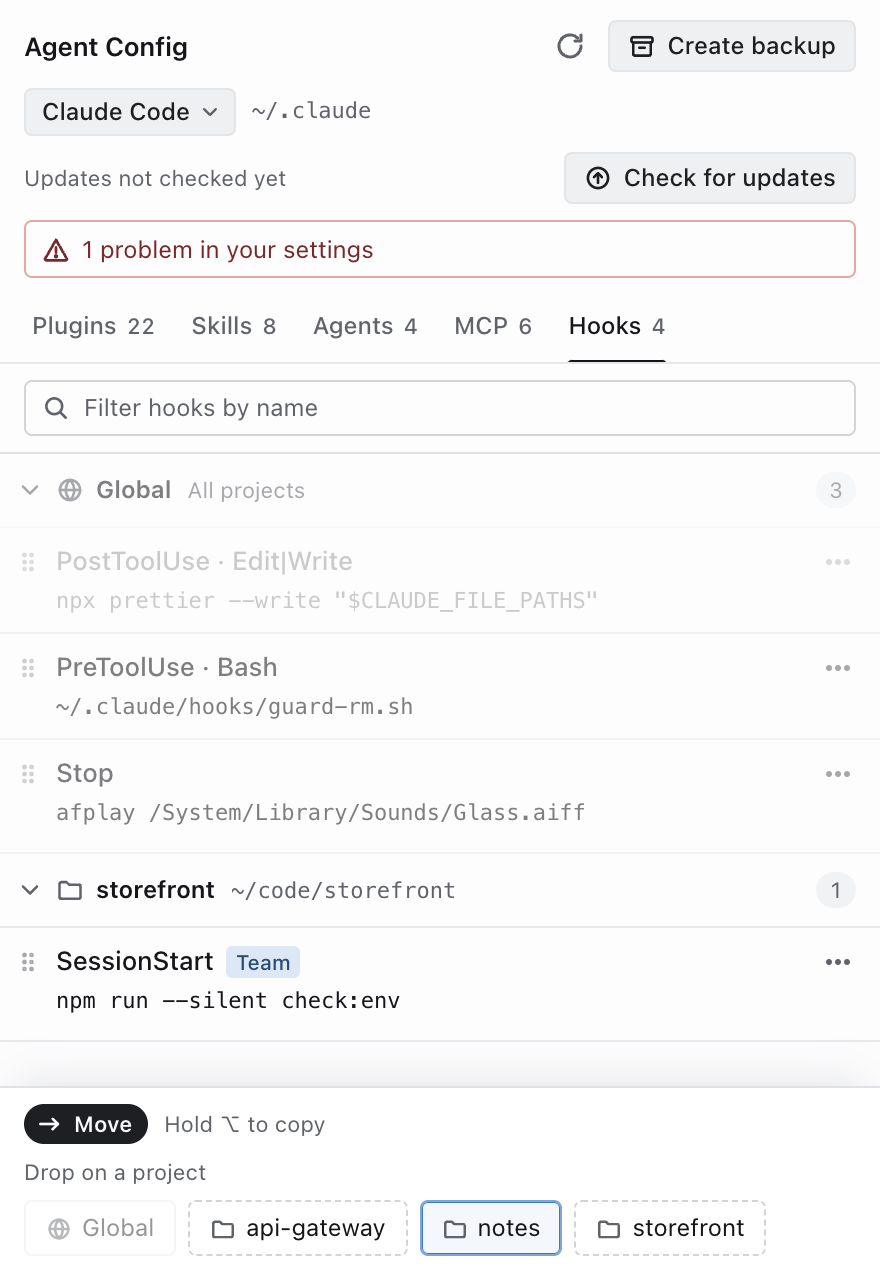 Agent Config
Create backup
Claude Code ~/.claude
Updates not checked yet
Check for updates
1 problem in your settings
Plugins 22 Skills 8 Agents 4 MCP 6 Hooks 4
Filter hooks by name
Global All projects 3
PostToolUse · Edit|Write
npx prettier --write "$CLAUDE_FILE_PATHS"
PreToolUse · Bash
~/.claude/hooks/guard-rm.sh
Stop
afplay /System/Library/Sounds/Glass.aiff
storefront ~/code/storefront 1
SessionStart Team
npm run --silent check:env
Move Hold ⌥ to copy
Drop on a project
Global api-gateway notes storefront